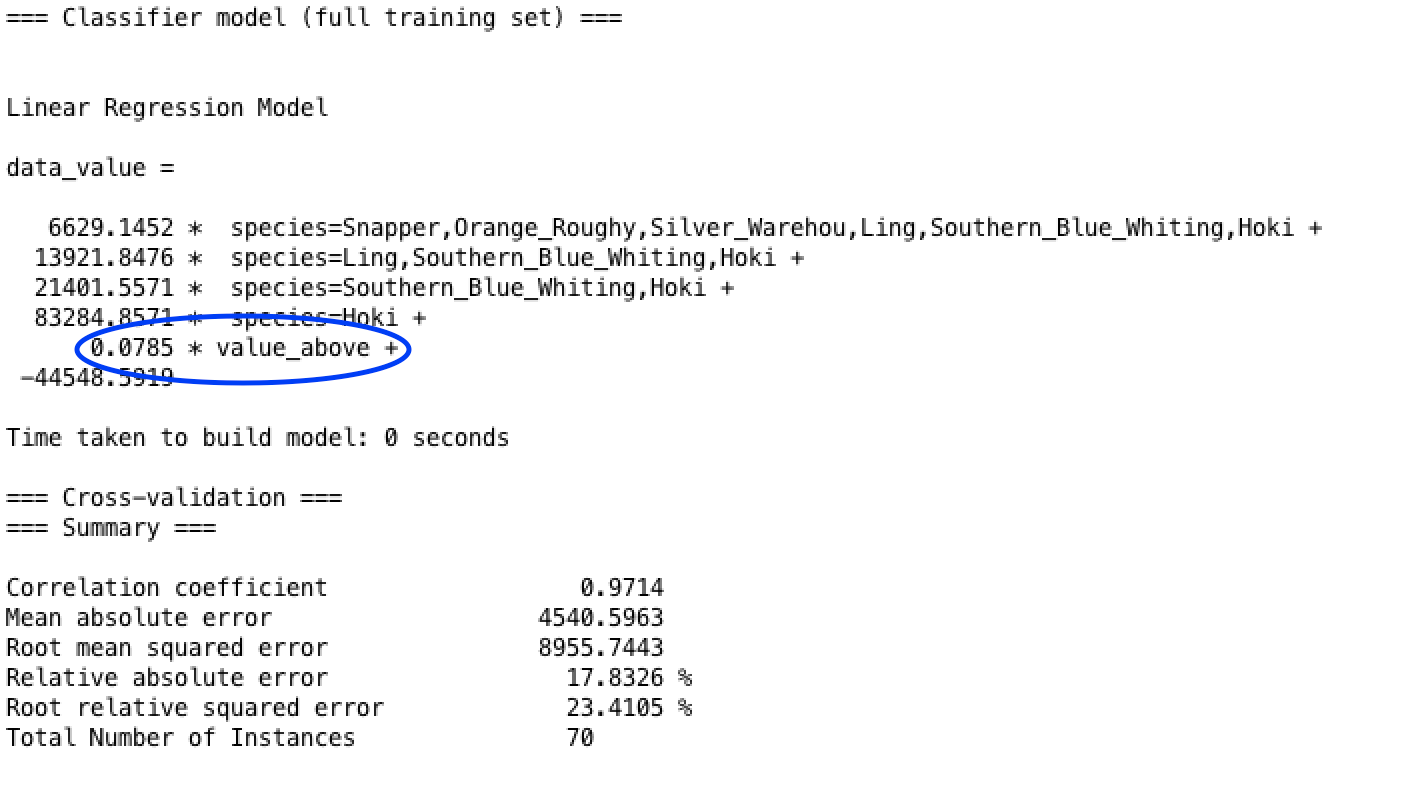 === Classifier model (full training set) ===
Linear Regression Model
data_value =
6629.1452 * species=Snapper,Orange_Roughy,Silver_Warehou,Ling,Southern_Blue_Whiting,Hoki +
13921.8476 * species=Ling,Southern_Blue_Whiting,Hoki +
21401.5571 * species=Southern_Blue_Whiting,Hoki +
83284.8571 * species=Hoki +
0.0785 * value_above +
-44548.5919
Time taken to build model: 0 seconds
=== Cross-validation ===
=== Summary ===
Correlation coefficient 0.9714
Mean absolute error 4540.5963
Root mean squared error 8955.7443
Relative absolute error 17.8326 %
Root relative squared error 23.4105 %
Total Number of Instances 70